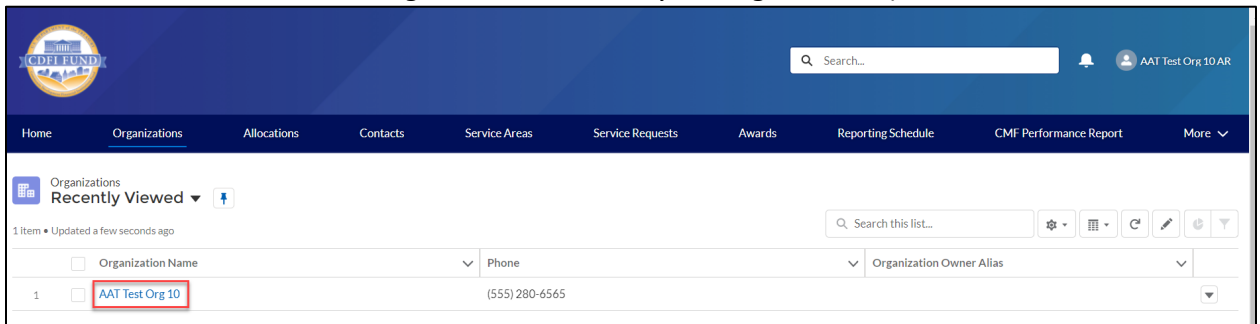 CDFI FUND
Search...
AAT Test Org 10 AR
Home Organizations Allocations Contacts Service Areas Service Requests Awards Reporting Schedule CMF Performance Report More
Organizations
Recently Viewed
1 item • Updated a few seconds ago
Search this list...
Organization Name Phone Organization Owner Alias
1 AAT Test Org 10 (555) 280-6565